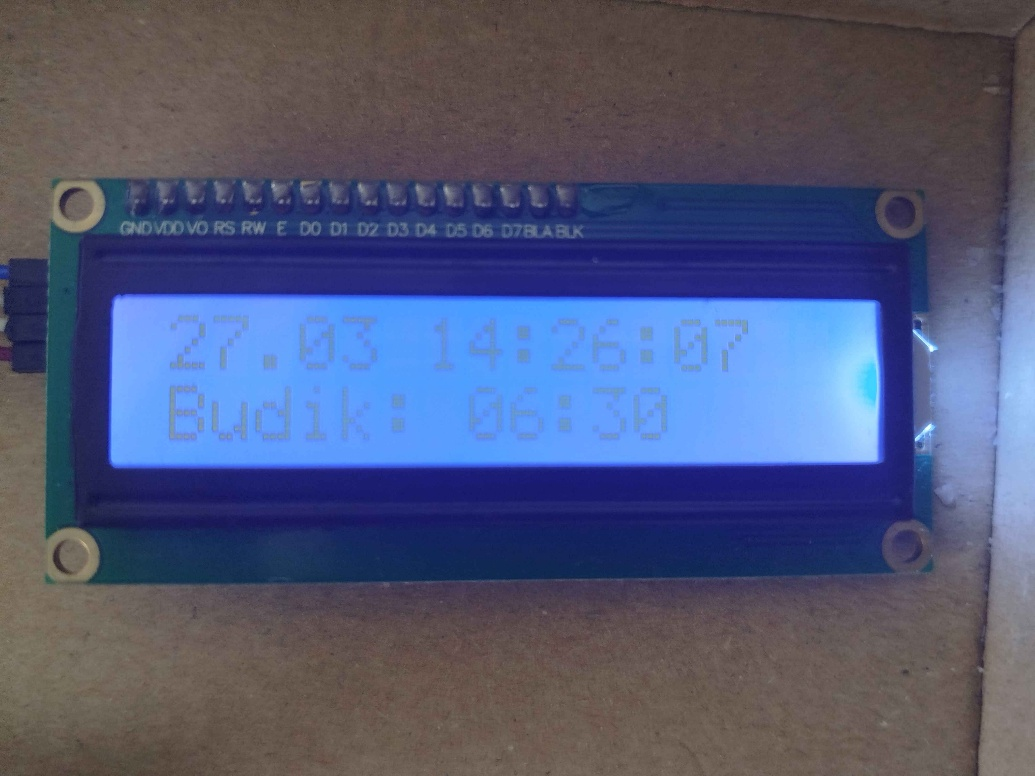 GND VDD VO RS RW E D0 D1 D2 D3 D4 D5 D6 D7 BLA BLK
27.03 14:26:07
Budik: 06:30